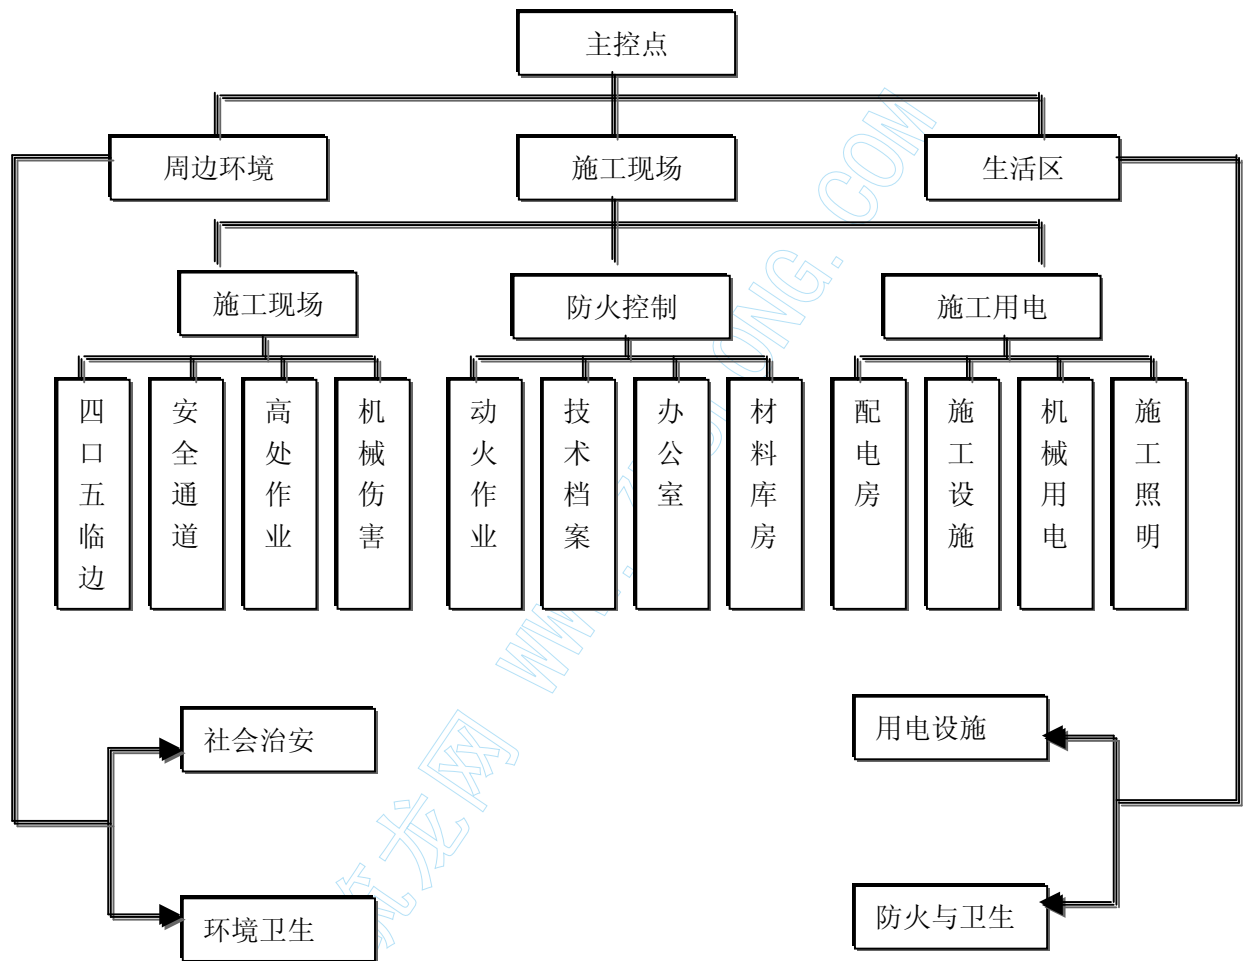 主控点
周边环境
施工现场
生活区
施工现场
防火控制
施工用电
四口五临边
安全通道
高处作业
机械伤害
动火作业
技术档案
办公室
材料库房
配电房
施工设施
机械用电
施工照明
社会治安
用电设施
环境卫生
防火与卫生